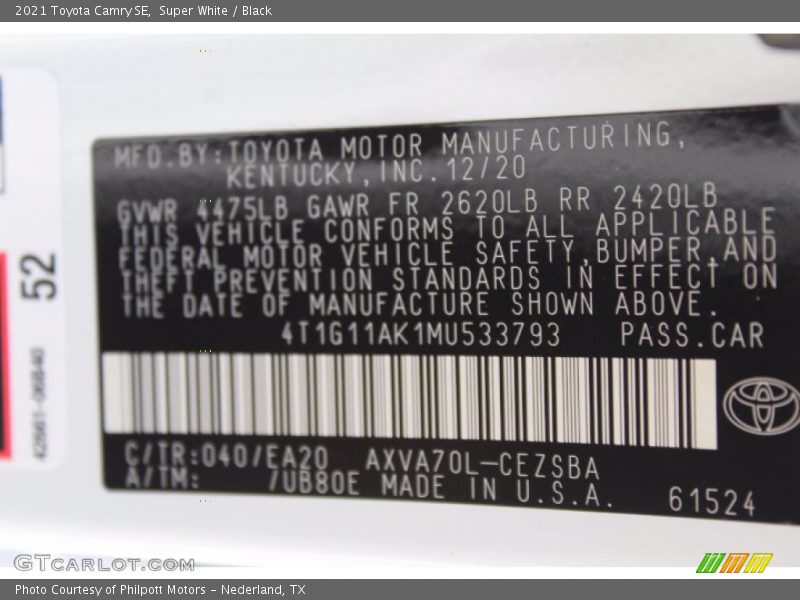 2021 Toyota Camry SE, Super White / Black
MFD.BY:TOYOTA MOTOR MANUFACTURING,
KENTUCKY,INC.12/20
GVWR 4475LB GAWR FR 2620LB RR 2420LB
THIS VEHICLE CONFORMS TO ALL APPLICABLE
FEDERAL MOTOR VEHICLE SAFETY,BUMPER,AND
THEFT PREVENTION STANDARDS IN EFFECT ON
THE DATE OF MANUFACTURE SHOWN ABOVE.
4T1G11AK1MU533793 PASS.CAR
C/TR:040/EA20 AXVA70L-CEZSBA
A/TM: /UB80E MADE IN U.S.A.
61524
52
GTCARLOT.COM
Photo Courtesy of Philpott Motors - Nederland, TX